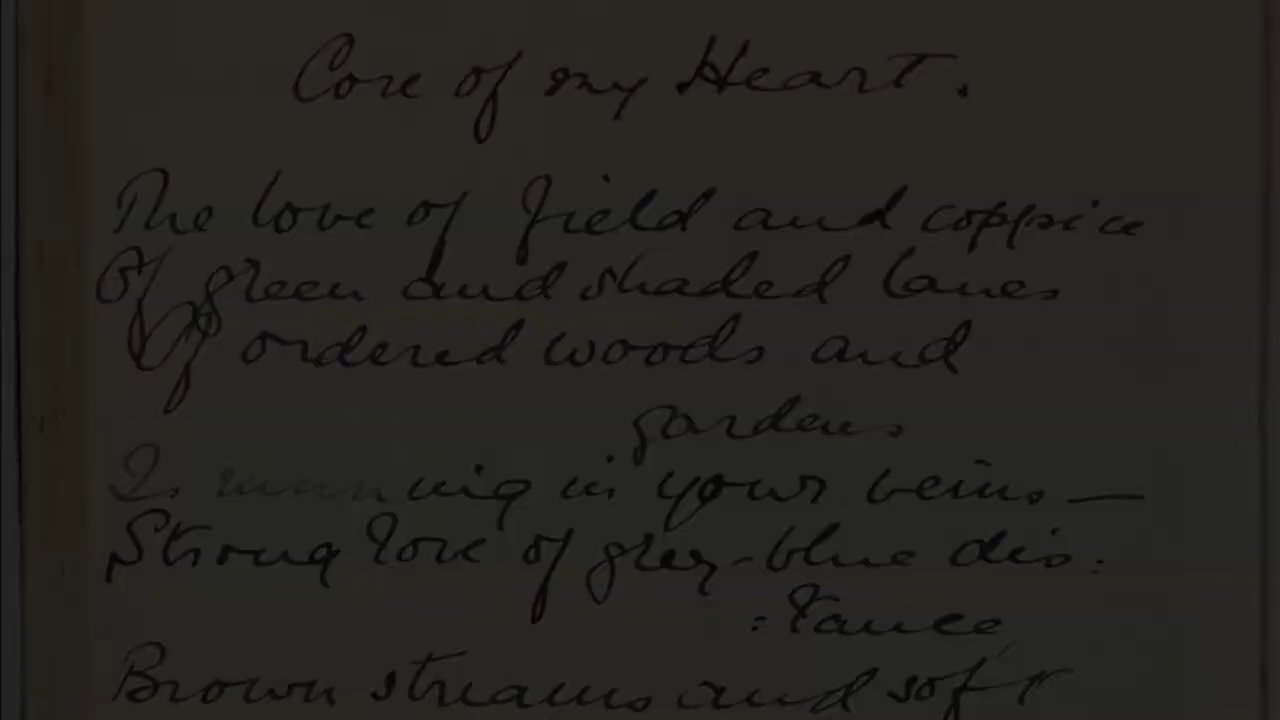 Core of my Heart.
The love of field and coppice
Of green and shaded lanes
Of ordered woods and
gardens
Is running in your veins —
Strong love of grey-blue dis:
:tance
Brown streams and soft